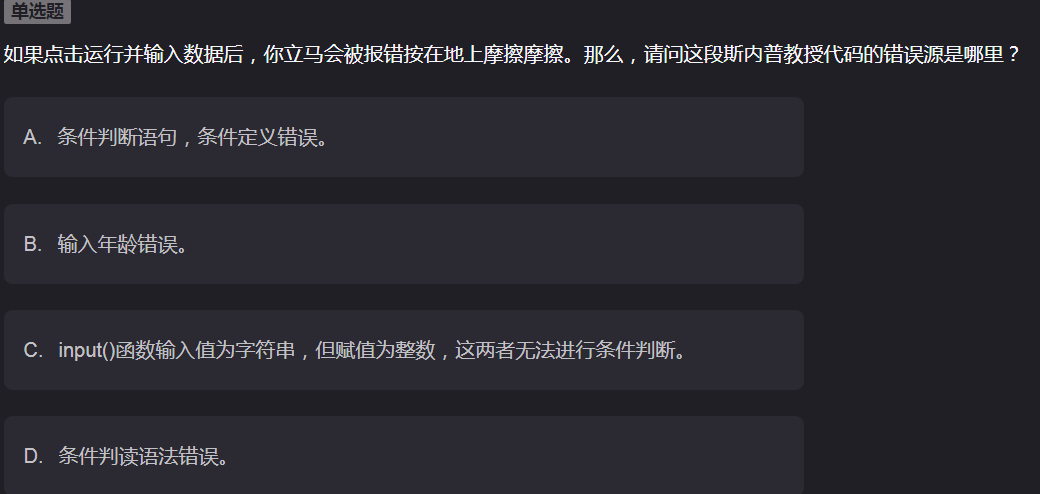 单选题
如果点击运行并输入数据后，你立马会被报错按在地上摩擦摩擦。那么，请问这段斯内普教授代码的错误源是哪里？
A. 条件判断语句，条件定义错误。
B. 输入年龄错误。
C. input()函数输入值为字符串，但赋值为整数，这两者无法进行条件判断。
D. 条件判读语法错误。